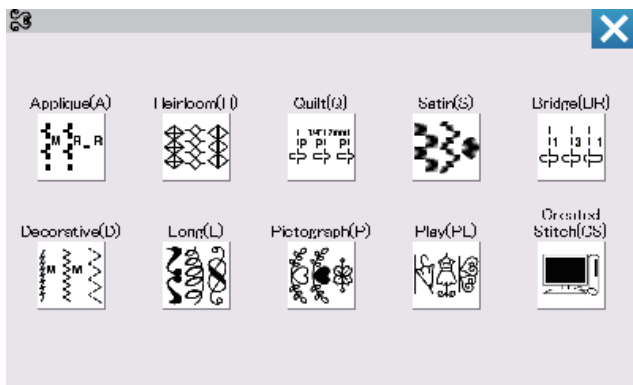 Applique(A)
Heirloom(H)
Quilt(Q)
Satin(S)
Bridge(BR)
M
Decorative(D)
Long(L)
Pictograph(P)
Play(PL)
Created
Stitch(CS)
M M